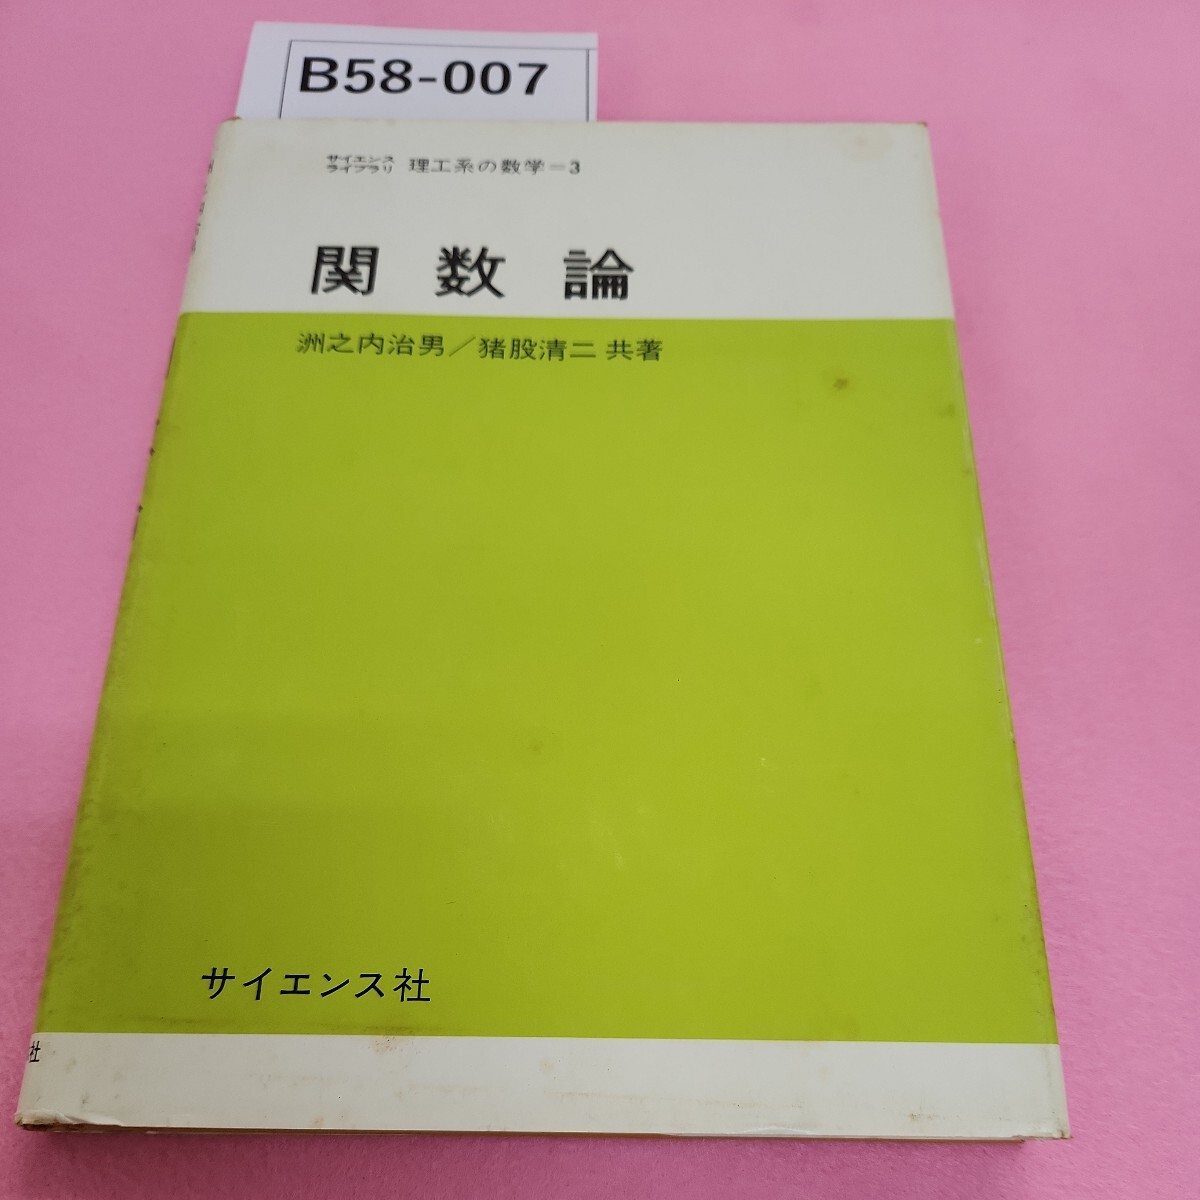 B58-007
サイエンス
ライブラリ 理工系の数学=3
関数論
洲之内治男/猪股清二 共著
サイエンス社
社